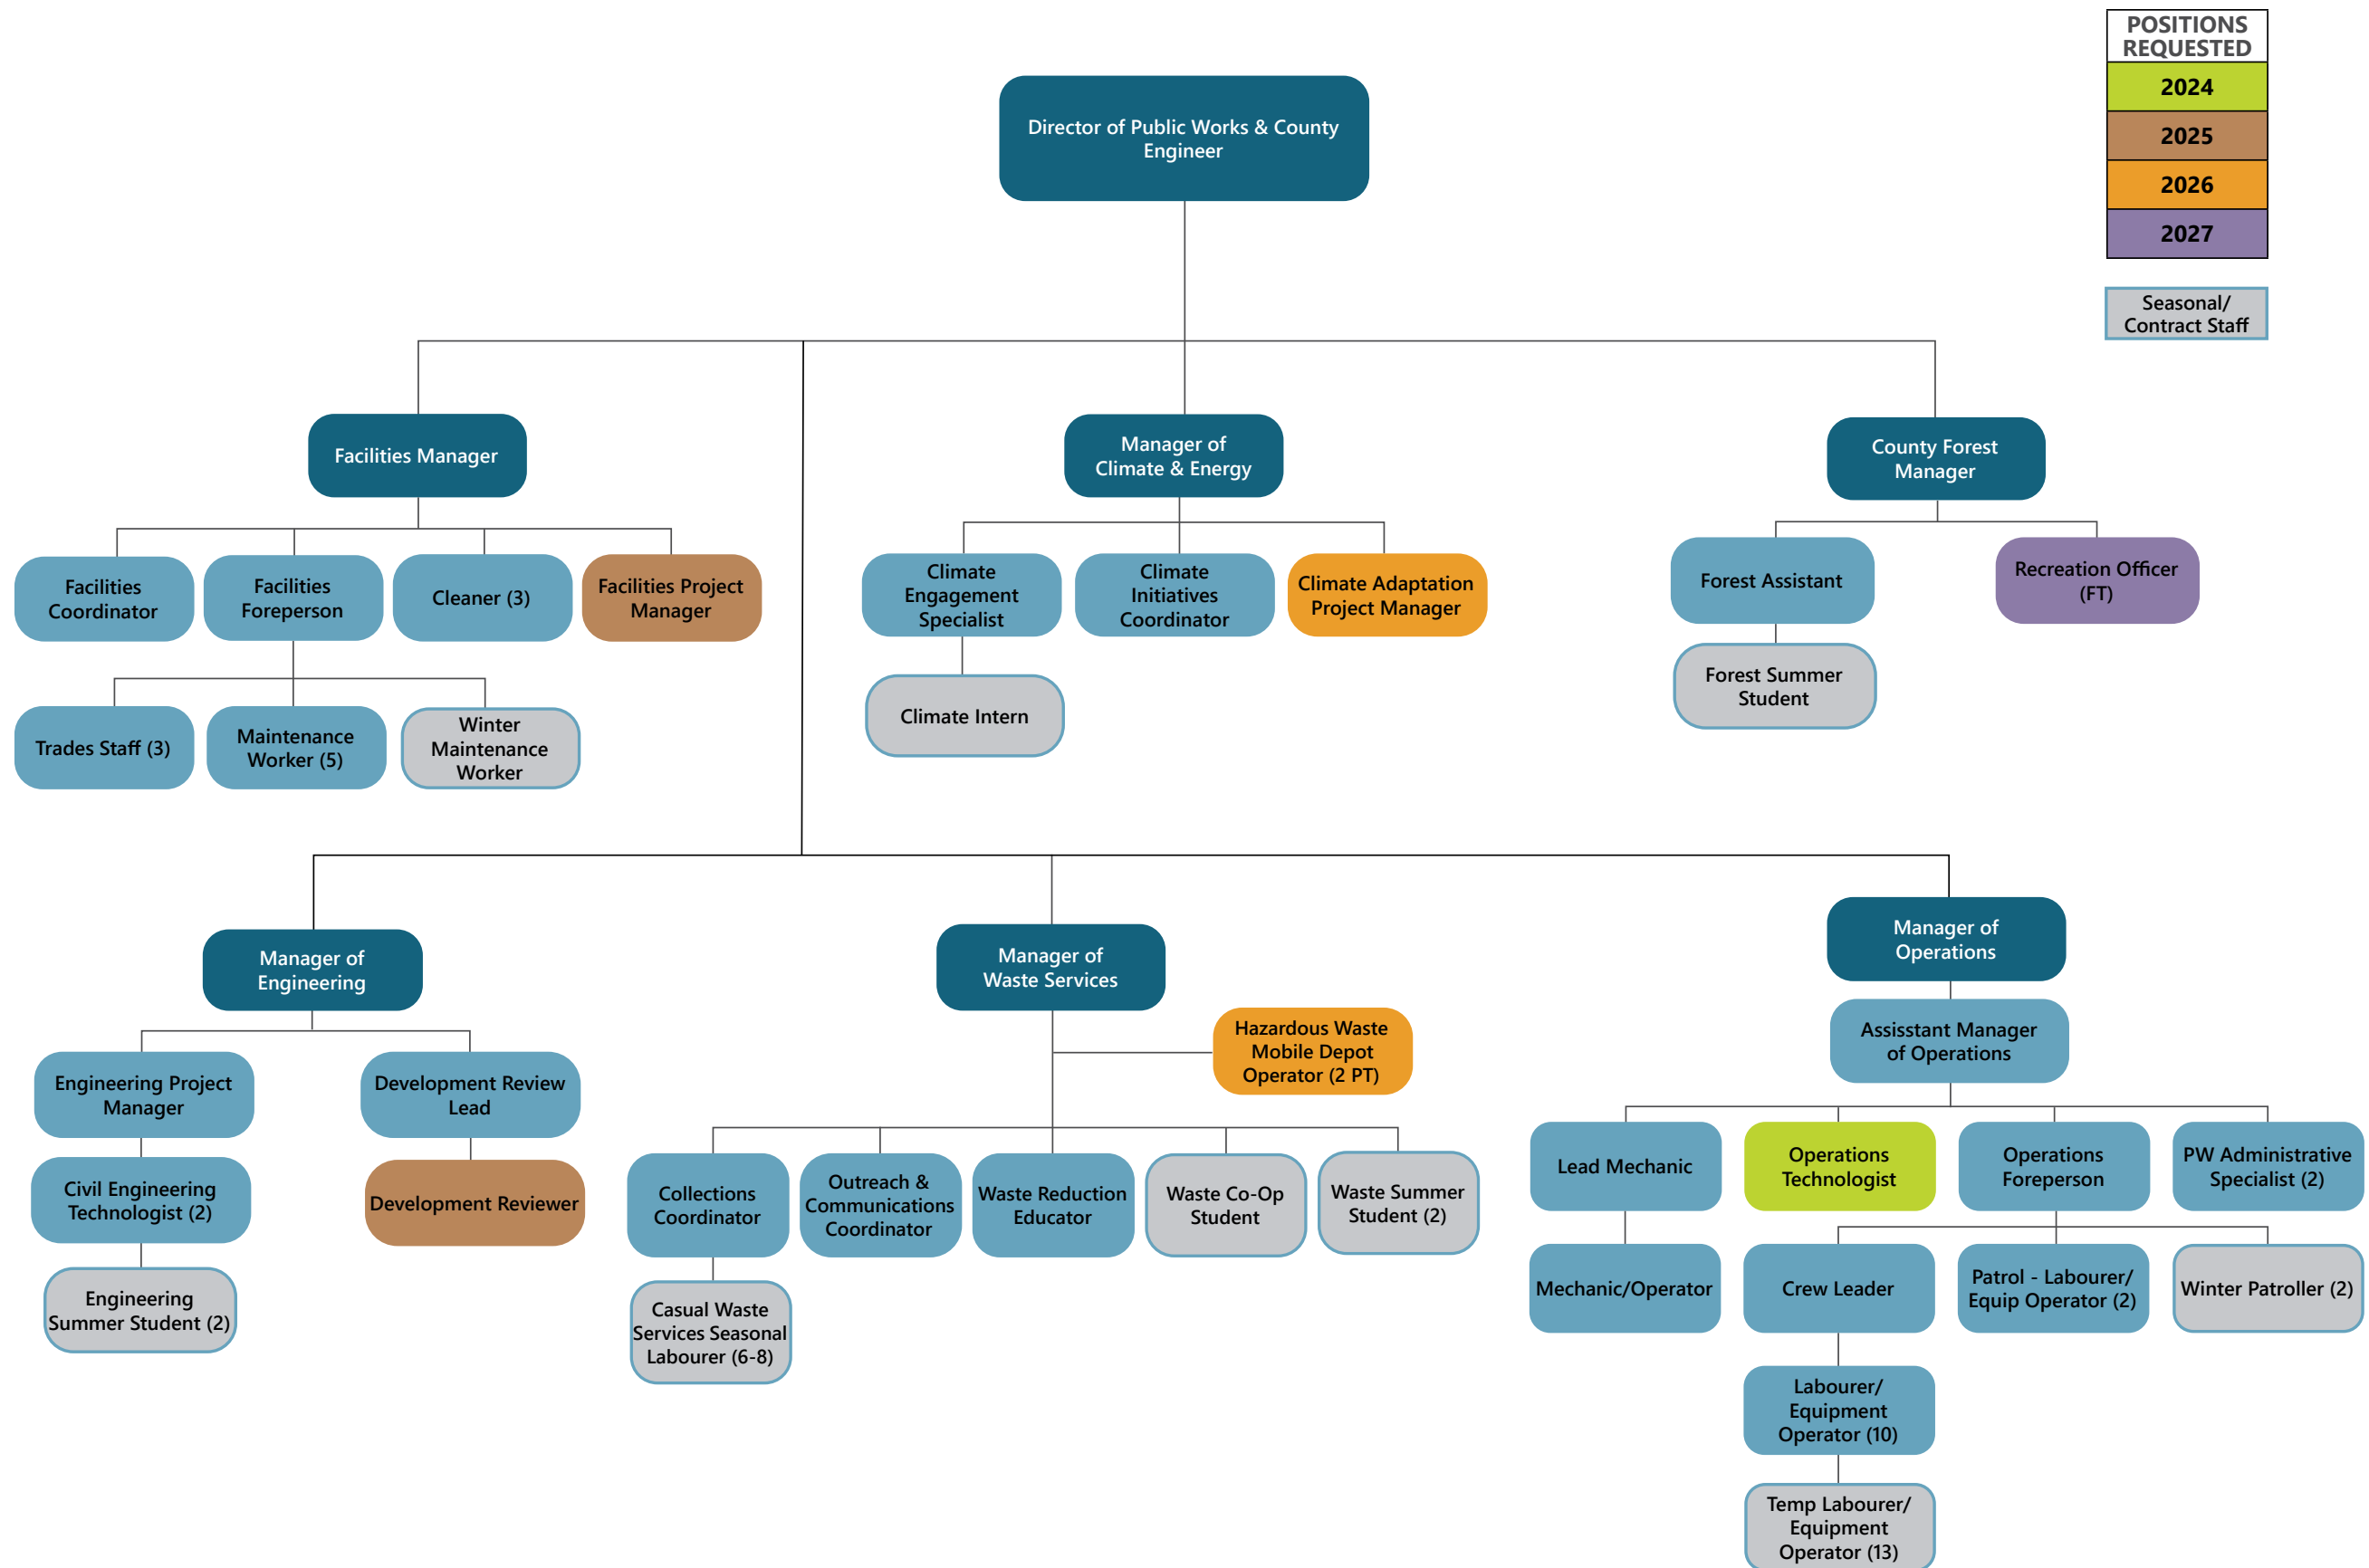 POSITIONS
REQUESTED
2024
2025
2026
2027
Seasonal/
Contract Staff
Director of Public Works & County
Engineer
Facilities Manager
Manager of
Climate & Energy
County Forest
Manager
Facilities
Coordinator
Facilities
Foreperson
Cleaner (3)
Facilities Project
Manager
Climate
Engagement
Specialist
Climate
Initiatives
Coordinator
Climate Adaptation
Project Manager
Forest Assistant
Recreation Officer
(FT)
Trades Staff (3)
Maintenance
Worker (5)
Winter
Maintenance
Worker
Climate Intern
Forest Summer
Student
Manager of
Engineering
Manager of
Waste Services
Manager of
Operations
Hazardous Waste
Mobile Depot
Operator (2 PT)
Assisstant Manager
of Operations
Engineering Project
Manager
Development Review
Lead
Civil Engineering
Technologist (2)
Development Reviewer
Engineering
Summer Student (2)
Collections
Coordinator
Outreach &
Communications
Coordinator
Waste Reduction
Educator
Waste Co-Op
Student
Waste Summer
Student (2)
Casual Waste
Services Seasonal
Labourer (6-8)
Lead Mechanic
Operations
Technologist
Operations
Foreperson
PW Administrative
Specialist (2)
Mechanic/Operator
Crew Leader
Patrol - Labourer/
Equip Operator (2)
Winter Patroller (2)
Labourer/
Equipment
Operator (10)
Temp Labourer/
Equipment
Operator (13)